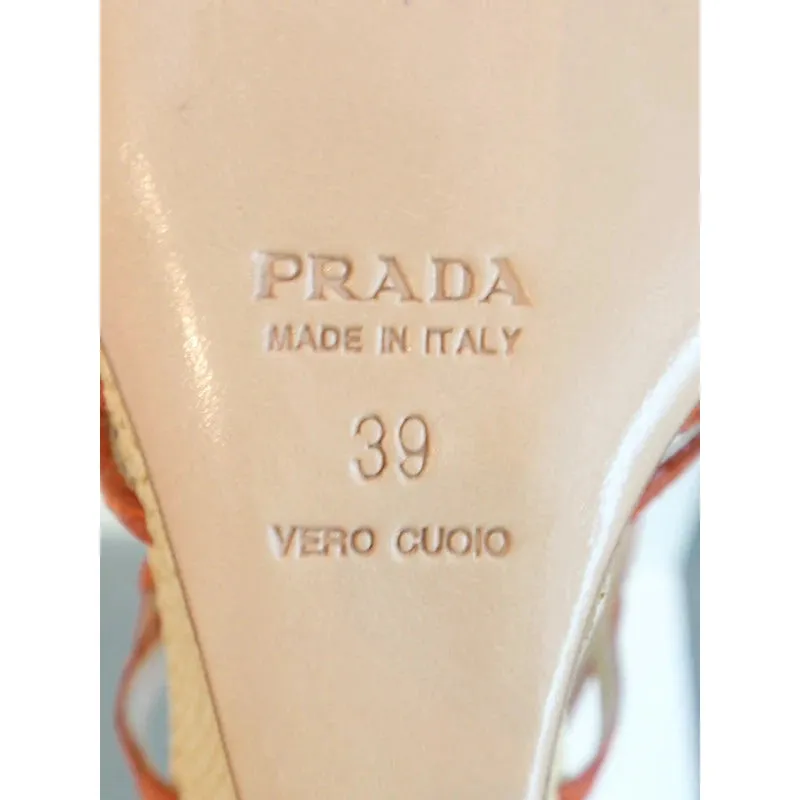 PRADA
MADE IN ITALY
39
VERO CUOIO